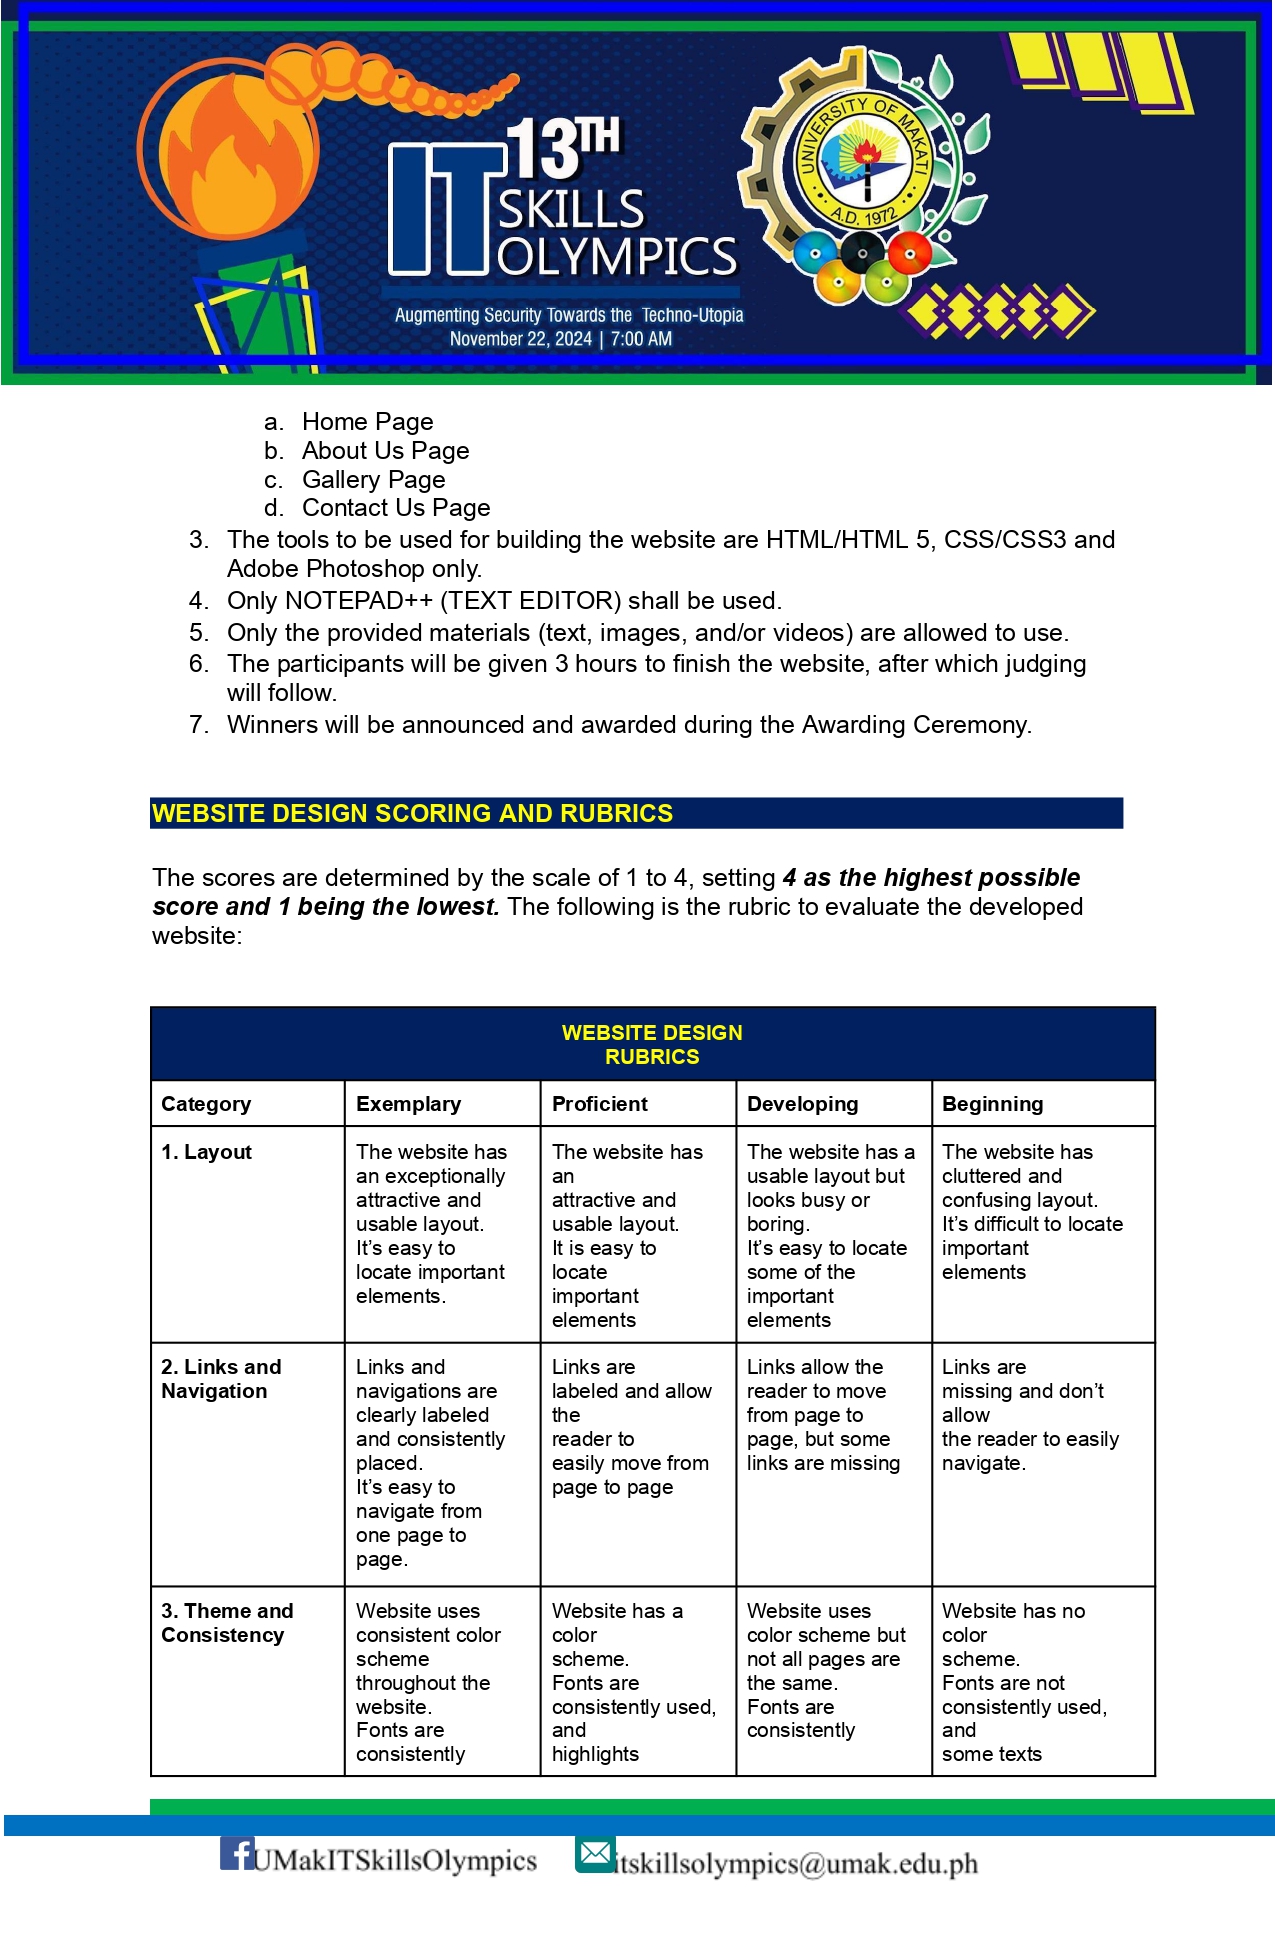 13TH
IT SKILLS
OLYMPICS
Augmenting Security Towards the Techno-Utopia
November 22, 2024 | 7:00 AM
UNIVERSITY OF MAKATI
A.D. 1972
a. Home Page
b. About Us Page
c. Gallery Page
d. Contact Us Page
3. The tools to be used for building the website are HTML/HTML 5, CSS/CSS3 and
Adobe Photoshop only.
4. Only NOTEPAD++ (TEXT EDITOR) shall be used.
5. Only the provided materials (text, images, and/or videos) are allowed to use.
6. The participants will be given 3 hours to finish the website, after which judging
will follow.
7. Winners will be announced and awarded during the Awarding Ceremony.
WEBSITE DESIGN SCORING AND RUBRICS
The scores are determined by the scale of 1 to 4, setting 4 as the highest possible
score and 1 being the lowest. The following is the rubric to evaluate the developed
website:
WEBSITE DESIGN
RUBRICS
Category
Exemplary
Proficient
Developing
Beginning
1. Layout
The website has
an exceptionally
attractive and
usable layout.
It’s easy to
locate important
elements.
The website has
an
attractive and
usable layout.
It is easy to
locate
important
elements
The website has a
usable layout but
looks busy or
boring.
It’s easy to locate
some of the
important
elements
The website has
cluttered and
confusing layout.
It’s difficult to locate
important
elements
2. Links and
Navigation
Links and
navigations are
clearly labeled
and consistently
placed.
It’s easy to
navigate from
one page to
page.
Links are
labeled and allow
the
reader to
easily move from
page to page
Links allow the
reader to move
from page to
page, but some
links are missing
Links are
missing and don’t
allow
the reader to easily
navigate.
3. Theme and
Consistency
Website uses
consistent color
scheme
throughout the
website.
Fonts are
consistently
Website has a
color
scheme.
Fonts are
consistently used,
and
highlights
Website uses
color scheme but
not all pages are
the same.
Fonts are
consistently
Website has no
color
scheme.
Fonts are not
consistently used,
and
some texts
UMakITSkillsOlympics
itskillsolympics@umak.edu.ph